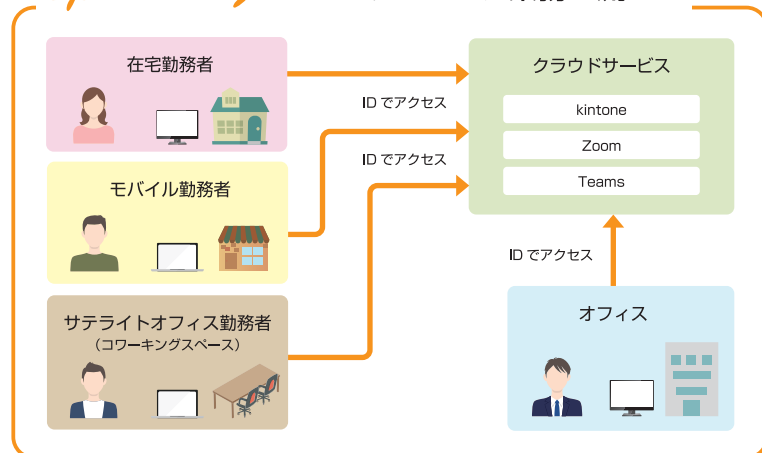 在宅勤務者
モバイル勤務者
サテライトオフィス勤務者
（コワーキングスペース）
IDでアクセス
IDでアクセス
クラウドサービス
kintone
Zoom
Teams
IDでアクセス
オフィス